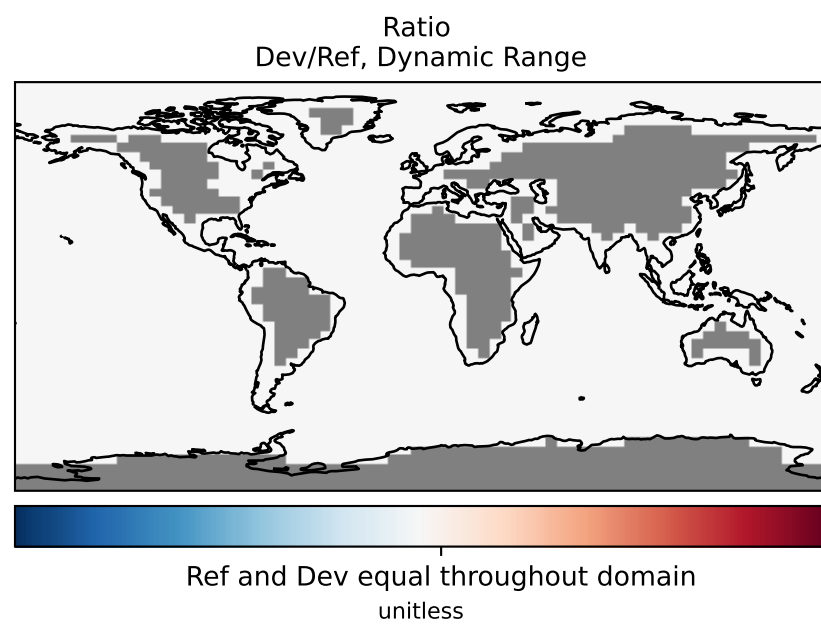 Ratio
Dev/Ref, Dynamic Range
Ref and Dev equal throughout domain
unitless